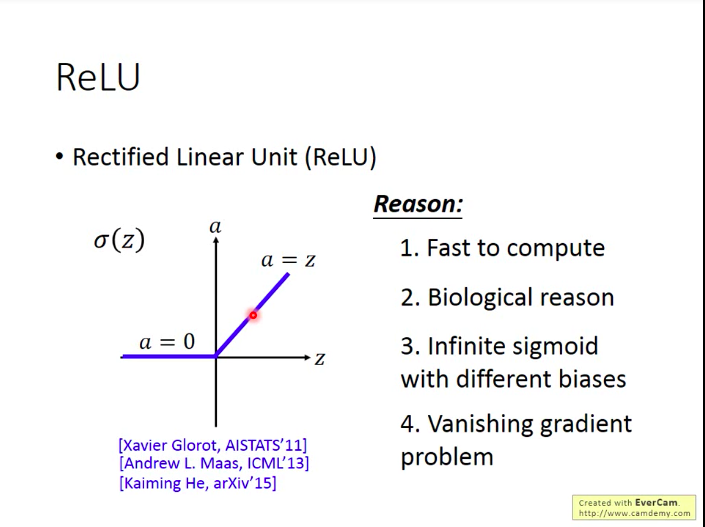 ReLU
• Rectified Linear Unit (ReLU)
σ(z)
a
a = z
a = 0
z
[Xavier Glorot, AISTATS'11]
[Andrew L. Maas, ICML'13]
[Kaiming He, arXiv'15]
Reason:
1. Fast to compute
2. Biological reason
3. Infinite sigmoid
with different biases
4. Vanishing gradient
problem
Created with EverCam.
http://www.camdemy.com